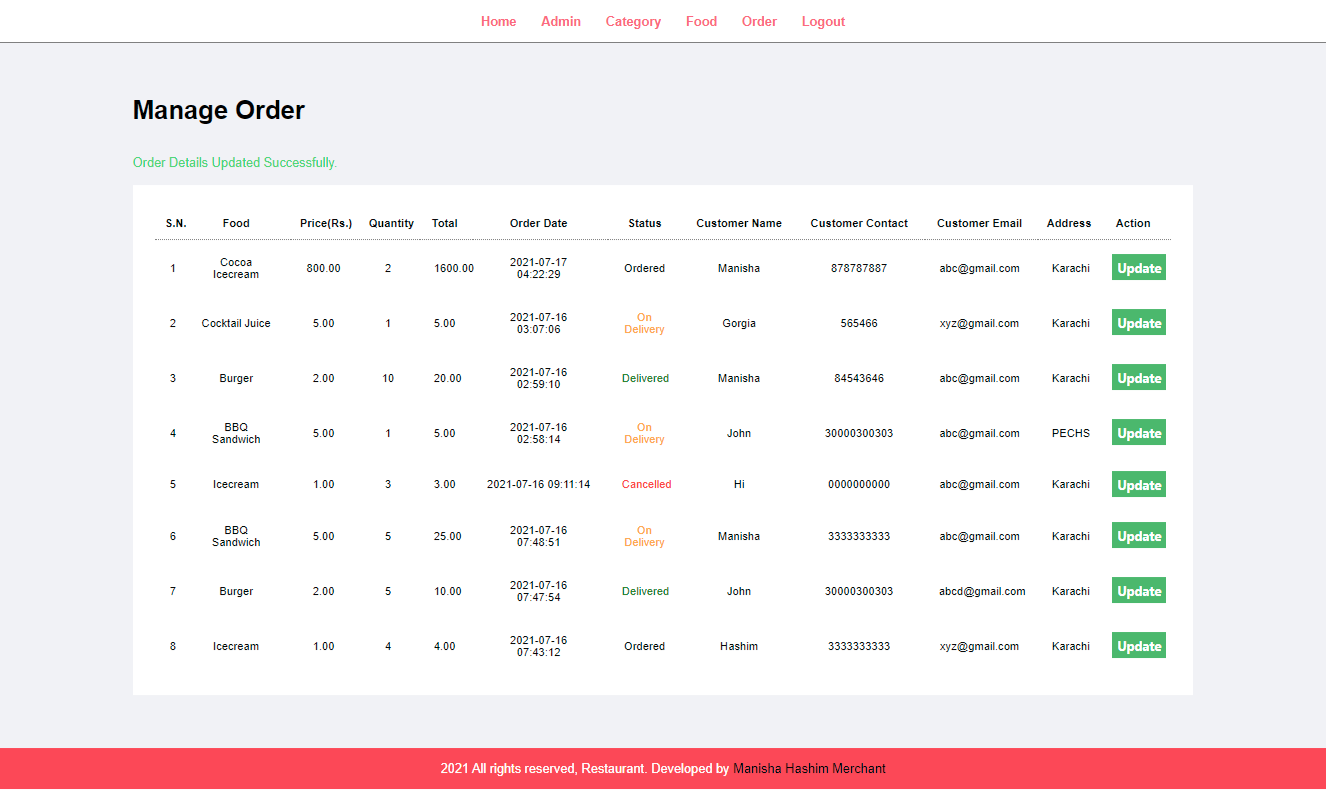 Home Admin Category Food Order Logout
Manage Order
Order Details Updated Successfully.
S.N. Food Price(Rs.) Quantity Total Order Date Status Customer Name Customer Contact Customer Email Address Action
1 Cocoa Icecream 800.00 2 1600.00 2021-07-17 04:22:29 Ordered Manisha 878787887 abc@gmail.com Karachi Update
2 Cocktail Juice 5.00 1 5.00 2021-07-16 03:07:06 On Delivery Gorgia 565466 xyz@gmail.com Karachi Update
3 Burger 2.00 10 20.00 2021-07-16 02:59:10 Delivered Manisha 84543646 abc@gmail.com Karachi Update
4 BBQ Sandwich 5.00 1 5.00 2021-07-16 02:58:14 On Delivery John 30000300303 abc@gmail.com PECHS Update
5 Icecream 1.00 3 3.00 2021-07-16 09:11:14 Cancelled Hi 0000000000 abc@gmail.com Karachi Update
6 BBQ Sandwich 5.00 5 25.00 2021-07-16 07:48:51 On Delivery Manisha 3333333333 abc@gmail.com Karachi Update
7 Burger 2.00 5 10.00 2021-07-16 07:47:54 Delivered John 30000300303 abcd@gmail.com Karachi Update
8 Icecream 1.00 4 4.00 2021-07-16 07:43:12 Ordered Hashim 3333333333 xyz@gmail.com Karachi Update
2021 All rights reserved, Restaurant. Developed by Manisha Hashim Merchant